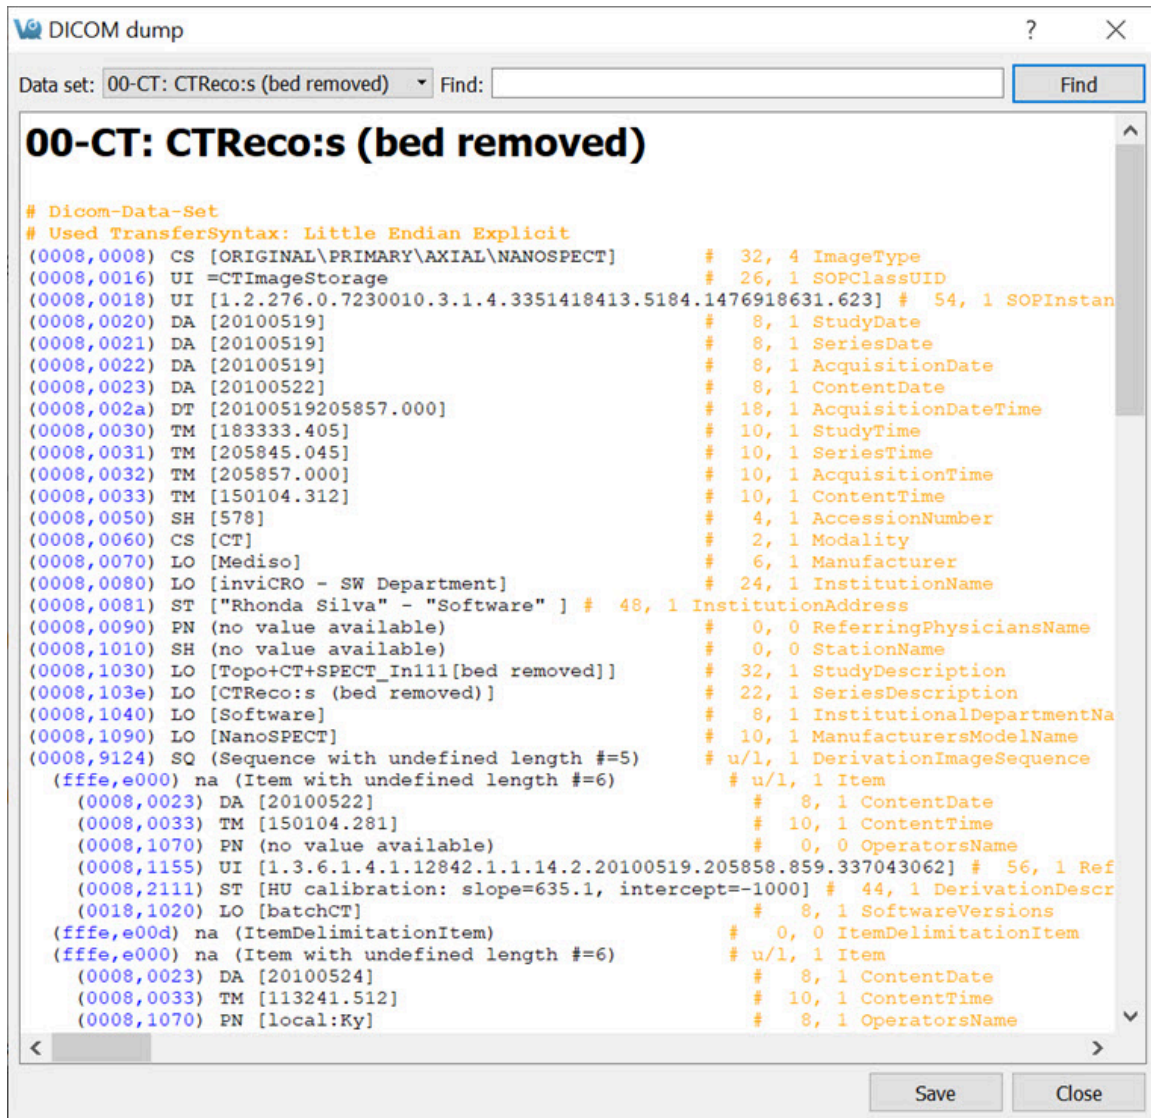 DICOM dump
Data set: 00-CT: CTReco:s (bed removed) Find: Find
00-CT: CTReco:s (bed removed)
# Dicom-Data-Set
# Used TransferSyntax: Little Endian Explicit
(0008,0008) CS [ORIGINAL\PRIMARY\AXIAL\NANOSPECT] # 32, 4 ImageType
(0008,0016) UI =CTImageStorage # 26, 1 SOPClassUID
(0008,0018) UI [1.2.276.0.7230010.3.1.4.3351418413.5184.1476918631.623] # 54, 1 SOPInstan
(0008,0020) DA [20100519] # 8, 1 StudyDate
(0008,0021) DA [20100519] # 8, 1 SeriesDate
(0008,0022) DA [20100519] # 8, 1 AcquisitionDate
(0008,0023) DA [20100522] # 8, 1 ContentDate
(0008,002a) DT [20100519205857.000] # 18, 1 AcquisitionDateTime
(0008,0030) TM [183333.405] # 10, 1 StudyTime
(0008,0031) TM [205845.045] # 10, 1 SeriesTime
(0008,0032) TM [205857.000] # 10, 1 AcquisitionTime
(0008,0033) TM [150104.312] # 10, 1 ContentTime
(0008,0050) SH [578] # 4, 1 AccessionNumber
(0008,0060) CS [CT] # 2, 1 Modality
(0008,0070) LO [Mediso] # 6, 1 Manufacturer
(0008,0080) LO [inviCRO - SW Department] # 24, 1 InstitutionName
(0008,0081) ST ["Rhonda Silva" - "Software" ] # 48, 1 InstitutionAddress
(0008,0090) PN (no value available) # 0, 0 ReferringPhysiciansName
(0008,1010) SH (no value available) # 0, 0 StationName
(0008,1030) LO [Topo+CT+SPECT_In111[bed removed]] # 32, 1 StudyDescription
(0008,103e) LO [CTReco:s (bed removed)] # 22, 1 SeriesDescription
(0008,1040) LO [Software] # 8, 1 InstitutionalDepartmentNa
(0008,1090) LO [NanoSPECT] # 10, 1 ManufacturersModelName
(0008,9124) SQ (Sequence with undefined length #=5) # u/l, 1 DerivationImageSequence
(fffe,e000) na (Item with undefined length #=6) # u/l, 1 Item
(0008,0023) DA [20100522] # 8, 1 ContentDate
(0008,0033) TM [150104.281] # 10, 1 ContentTime
(0008,1070) PN (no value available) # 0, 0 OperatorsName
(0008,1155) UI [1.3.6.1.4.1.12842.1.1.14.2.20100519.205858.859.337043062] # 56, 1 Ref
(0008,2111) ST [HU calibration: slope=635.1, intercept=-1000] # 44, 1 DerivationDescr
(0018,1020) LO [batchCT] # 8, 1 SoftwareVersions
(fffe,e00d) na (ItemDelimitationItem) # 0, 0 ItemDelimitationItem
(fffe,e000) na (Item with undefined length #=6) # u/l, 1 Item
(0008,0023) DA [20100524] # 8, 1 ContentDate
(0008,0033) TM [113241.512] # 10, 1 ContentTime
(0008,1070) PN [local:Ky] # 8, 1 OperatorsName
Save Close